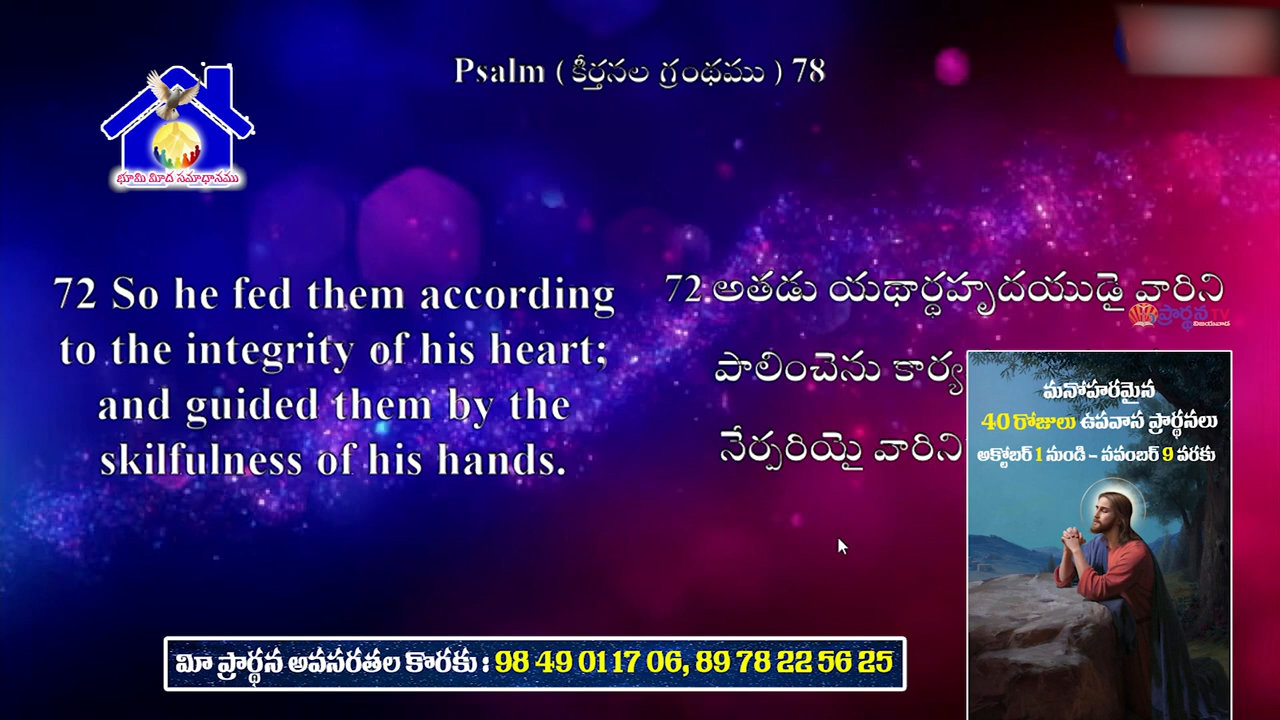 Psalm ( కీర్తనల గ్రంథము ) 78
భూమి మీద సమాధానము
72 So he fed them according
to the integrity of his heart;
and guided them by the
skilfulness of his hands.
72 అతడు యథార్థహృదయుడై వారిని
పాలించెను కార్య
నేర్పరియై వారిని
ప్రార్థన TV
విజయవాడ
మనోహరమైన
40 రోజులు ఉపవాస ప్రార్థనలు
అక్టోబర్ 1 నుండి - నవంబర్ 9 వరకు
మీ ప్రార్థన అవసరతల కొరకు : 98 49 01 17 06, 89 78 22 56 25